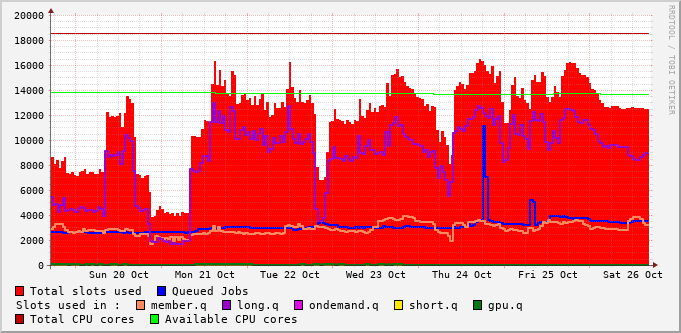 20000
18000
16000
14000
12000
10000
8000
6000
4000
2000
0
Sun 20 Oct Mon 21 Oct Tue 22 Oct Wed 23 Oct Thu 24 Oct Fri 25 Oct Sat 26 Oct
RRDTOOL / TOBI OETIKER
Total slots used Queued Jobs
Slots used in : member.q long.q ondemand.q short.q gpu.q
Total CPU cores Available CPU cores